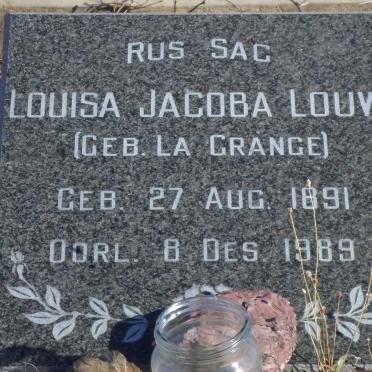 RUS SAG
LOUISA JACOBA LOUW
(GEB. LA GRANGE)
GEB. 27 AUG. 1891
OORL. 8 DES. 1989